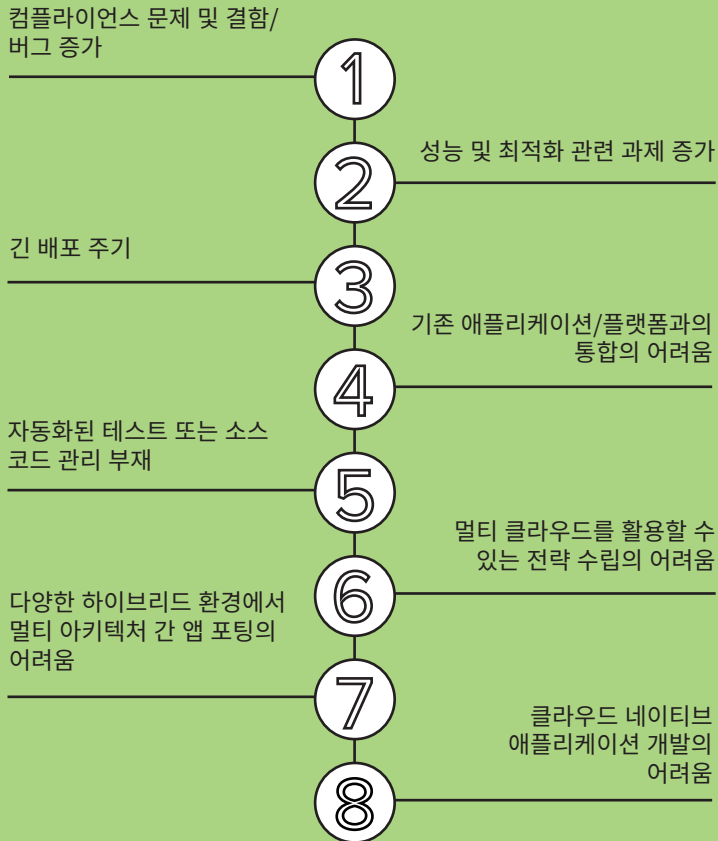 컴플라이언스 문제 및 결함/
버그 증가
1
2
성능 및 최적화 관련 과제 증가
긴 배포 주기
3
기존 애플리케이션/플랫폼과의
통합의 어려움
4
자동화된 테스트 또는 소스
코드 관리 부재
5
멀티 클라우드를 활용할 수
있는 전략 수립의 어려움
6
다양한 하이브리드 환경에서
멀티 아키텍처 간 앱 포팅의
어려움
7
클라우드 네이티브
애플리케이션 개발의
어려움
8